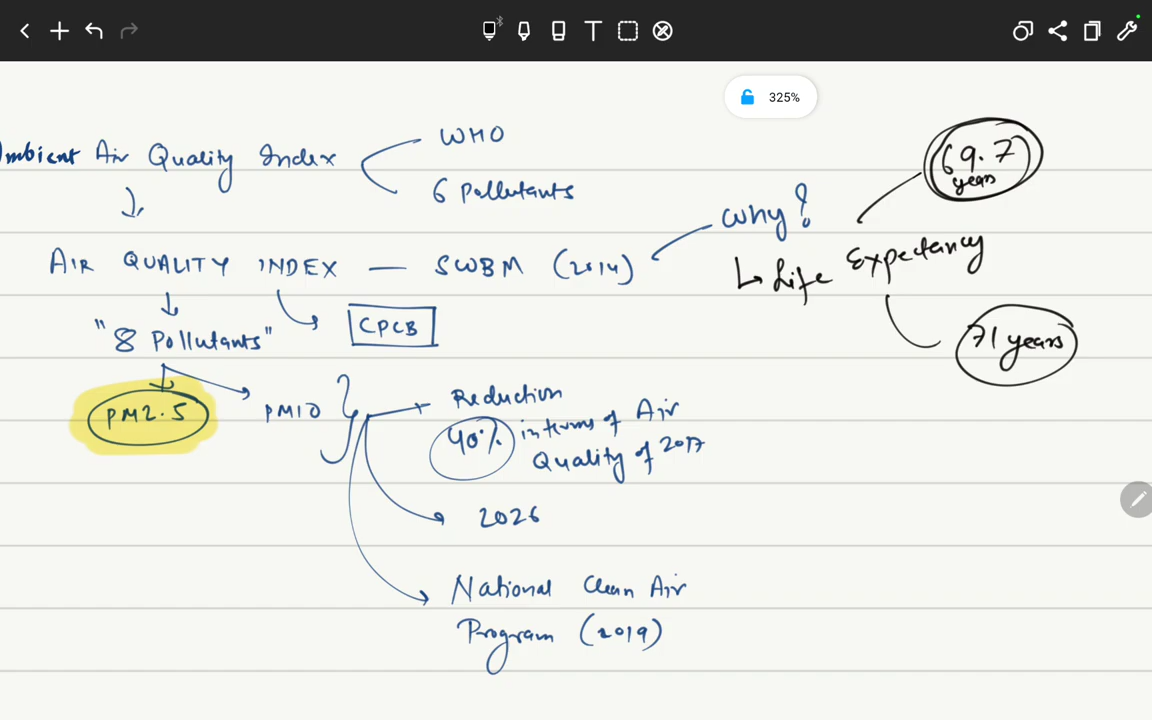 325%
Ambient Air Quality Index
WHO
6 Pollutants
69.7
years
Why?
Life Expectancy
71 years
AIR QUALITY INDEX — SWBM (2014)
"8 Pollutants"
CPCB
PM2.5
PM10
Reduction
40% in terms of Air
Quality of 2017
2026
National Clean Air
Program (2019)